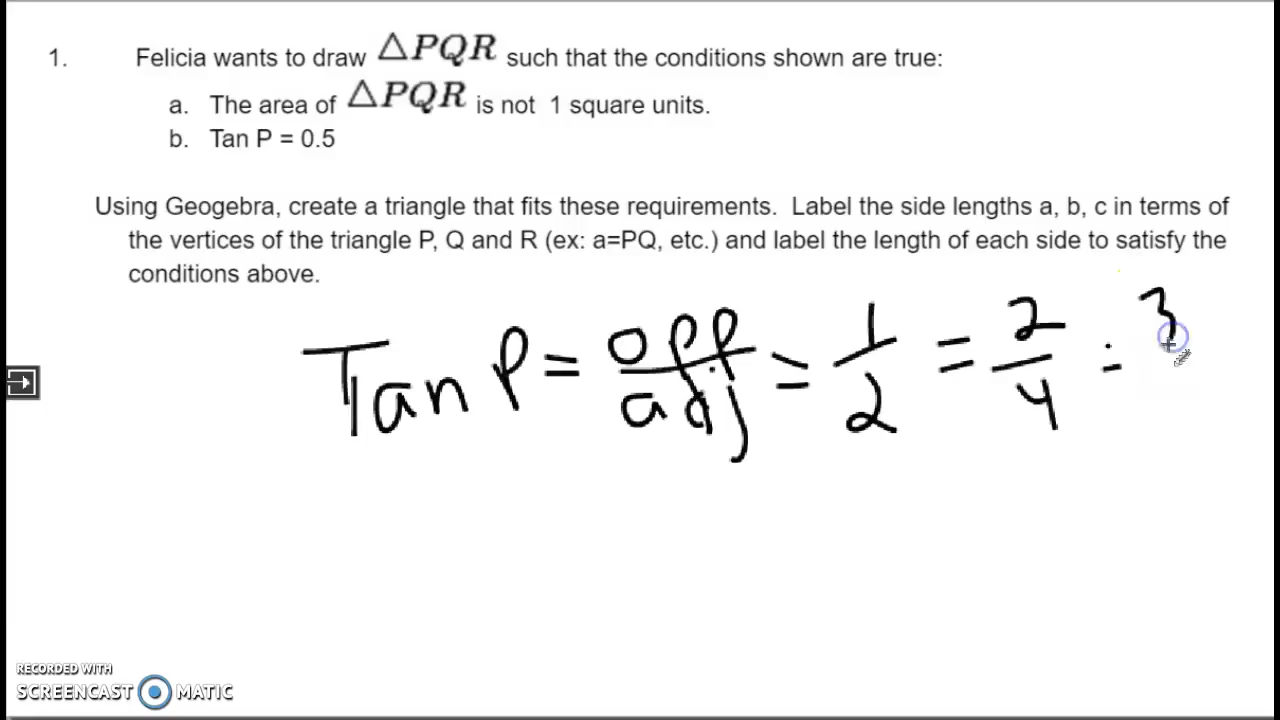 1. Felicia wants to draw △PQR such that the conditions shown are true:
a. The area of △PQR is not 1 square units.
b. Tan P = 0.5
Using Geogebra, create a triangle that fits these requirements. Label the side lengths a, b, c in terms of
the vertices of the triangle P, Q and R (ex: a=PQ, etc.) and label the length of each side to satisfy the
conditions above.
Tan P = opp/adj = 1/2 = 2/4 = 3
RECORDED WITH
SCREENCAST MATIC